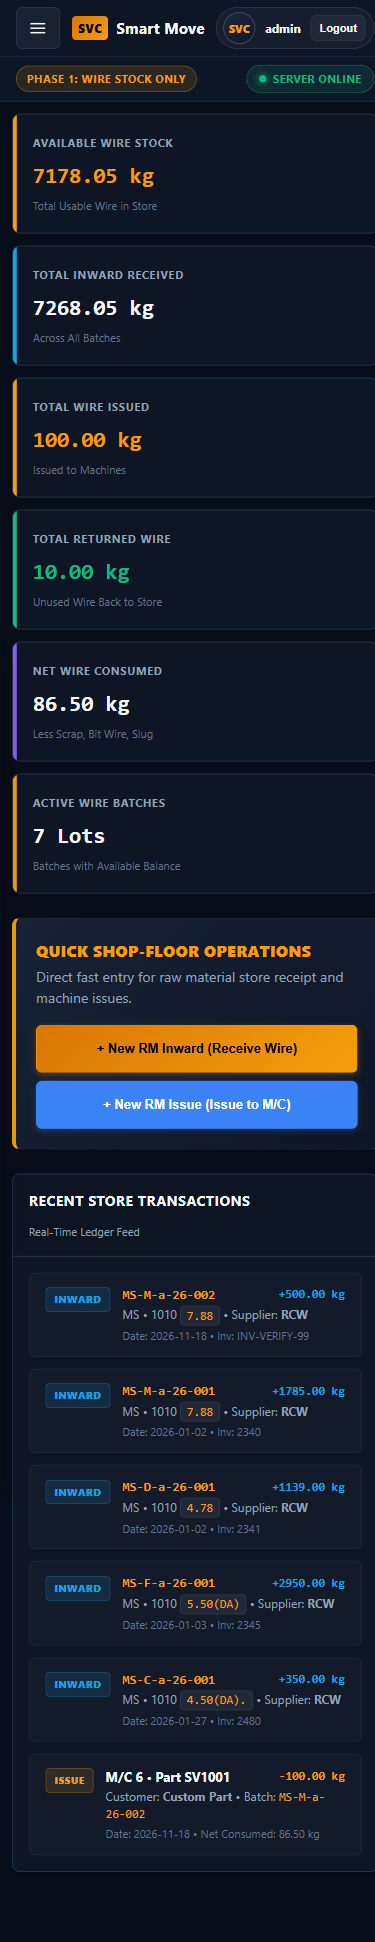 SVC Smart Move SVC admin Logout
PHASE 1: WIRE STOCK ONLY SERVER ONLINE
AVAILABLE WIRE STOCK
7178.05 kg
Total Usable Wire in Store
TOTAL INWARD RECEIVED
7268.05 kg
Across All Batches
TOTAL WIRE ISSUED
100.00 kg
Issued to Machines
TOTAL RETURNED WIRE
10.00 kg
Unused Wire Back to Store
NET WIRE CONSUMED
86.50 kg
Less Scrap, Bit Wire, Slug
ACTIVE WIRE BATCHES
7 Lots
Batches with Available Balance
QUICK SHOP-FLOOR OPERATIONS
Direct fast entry for raw material store receipt and
machine issues.
+ New RM Inward (Receive Wire)
+ New RM Issue (Issue to M/C)
RECENT STORE TRANSACTIONS
Real-Time Ledger Feed
INWARD MS-M-a-26-002 +500.00 kg
MS • 1010 7.88 • Supplier: RCW
Date: 2026-11-18 • Inv: INV-VERIFY-99
INWARD MS-M-a-26-001 +1785.00 kg
MS • 1010 7.88 • Supplier: RCW
Date: 2026-01-02 • Inv: 2340
INWARD MS-D-a-26-001 +1139.00 kg
MS • 1010 4.78 • Supplier: RCW
Date: 2026-01-02 • Inv: 2341
INWARD MS-F-a-26-001 +2950.00 kg
MS • 1010 5.50(DA) • Supplier: RCW
Date: 2026-01-03 • Inv: 2345
INWARD MS-C-a-26-001 +350.00 kg
MS • 1010 4.50(DA). • Supplier: RCW
Date: 2026-01-27 • Inv: 2480
ISSUE M/C 6 • Part SV1001 -100.00 kg
Customer: Custom Part • Batch: MS-M-a-
26-002
Date: 2026-11-18 • Net Consumed: 86.50 kg